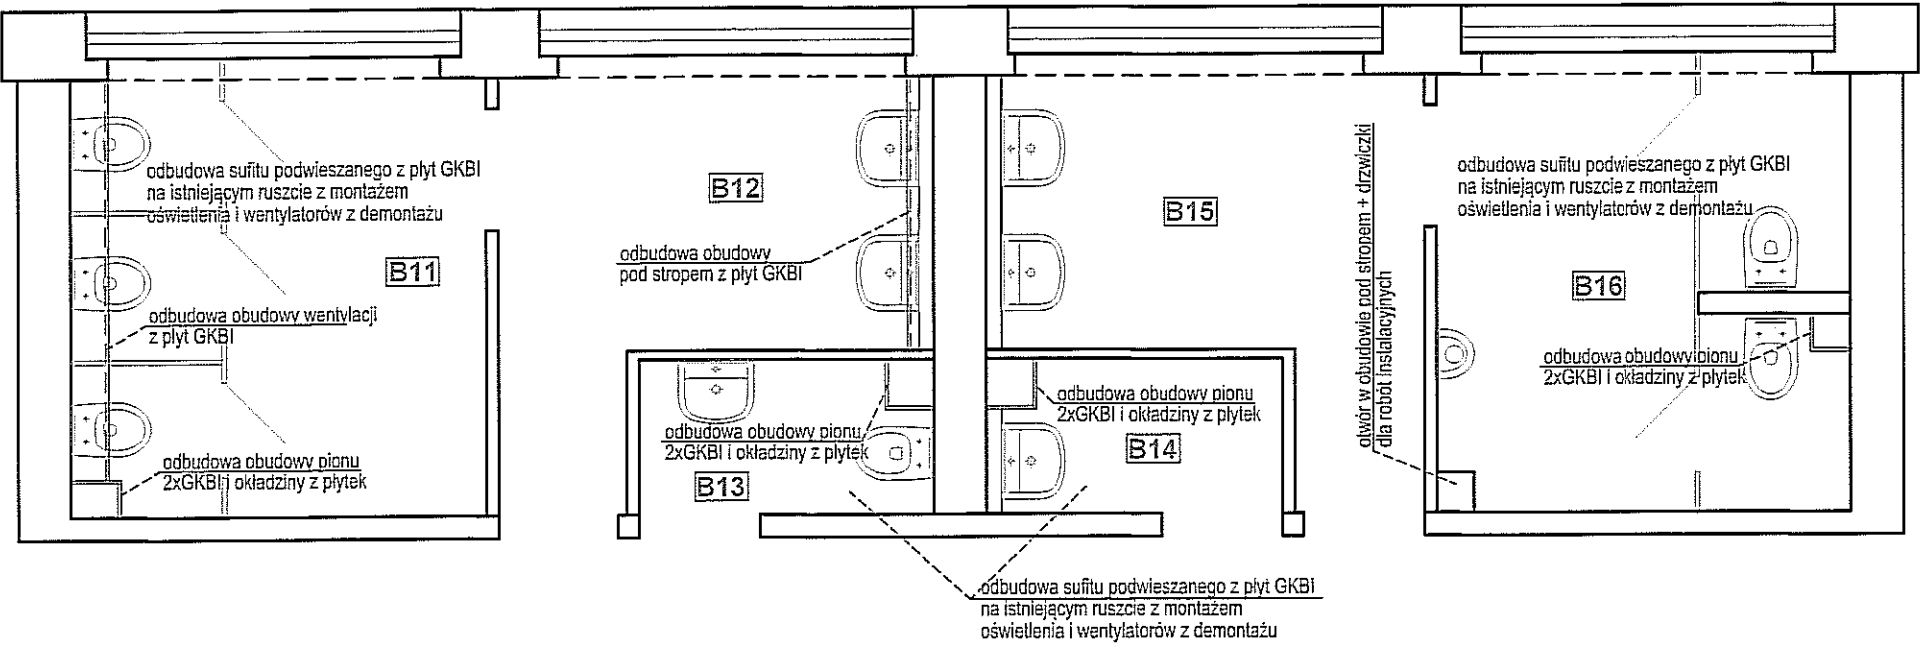 odbudowa sufitu podwieszanego z płyt GKBI
na istniejącym ruszcie z montażem
oświetlenia i wentylatorów z demontażu
B11
odbudowa obudowy wentylacji
z płyt GKBI
odbudowa obudowy pionu
2xGKBI i okładziny z płytek
B12
odbudowa obudowy
pod stropem z płyt GKBI
odbudowa obudowy pionu
2xGKBI i okładziny z płytek
B13
B15
odbudowa obudowy pionu
2xGKBI i okładziny z płytek
B14
otwór w obudowie pod stropem + drzwiczki
dla robót instalacyjnych
odbudowa sufitu podwieszanego z płyt GKBI
na istniejącym ruszcie z montażem
oświetlenia i wentylatorów z demontażu
B16
odbudowa obudowy pionu
2xGKBI i okładziny z płytek
odbudowa sufitu podwieszanego z płyt GKBI
na istniejącym ruszcie z montażem
oświetlenia i wentylatorów z demontażu